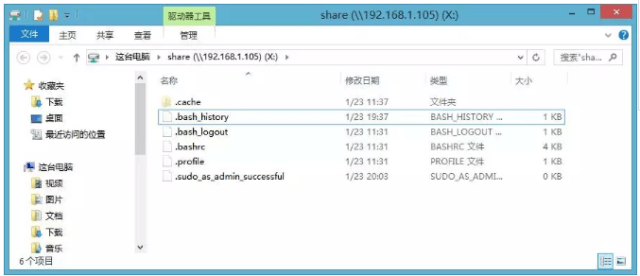 驱动器工具
share (\\192.168.1.105) (X:)
文件 主页 共享 查看 管理
这台电脑 share (\\192.168.1.105) (X:) 搜索"sha...
收藏夹
下载
桌面
最近访问的位置
这台电脑
视频
图片
文档
下载
音乐
名称 修改日期 类型 大小
.cache 1/23 11:37 文件夹
.bash_history 1/23 19:37 BASH_HISTORY ... 1 KB
.bash_logout 1/23 11:31 BASH_LOGOUT ... 1 KB
.bashrc 1/23 11:31 BASHRC 文件 4 KB
.profile 1/23 11:31 PROFILE 文件 1 KB
.sudo_as_admin_successful 1/23 20:03 SUDO_AS_ADMI... 0 KB
6个项目